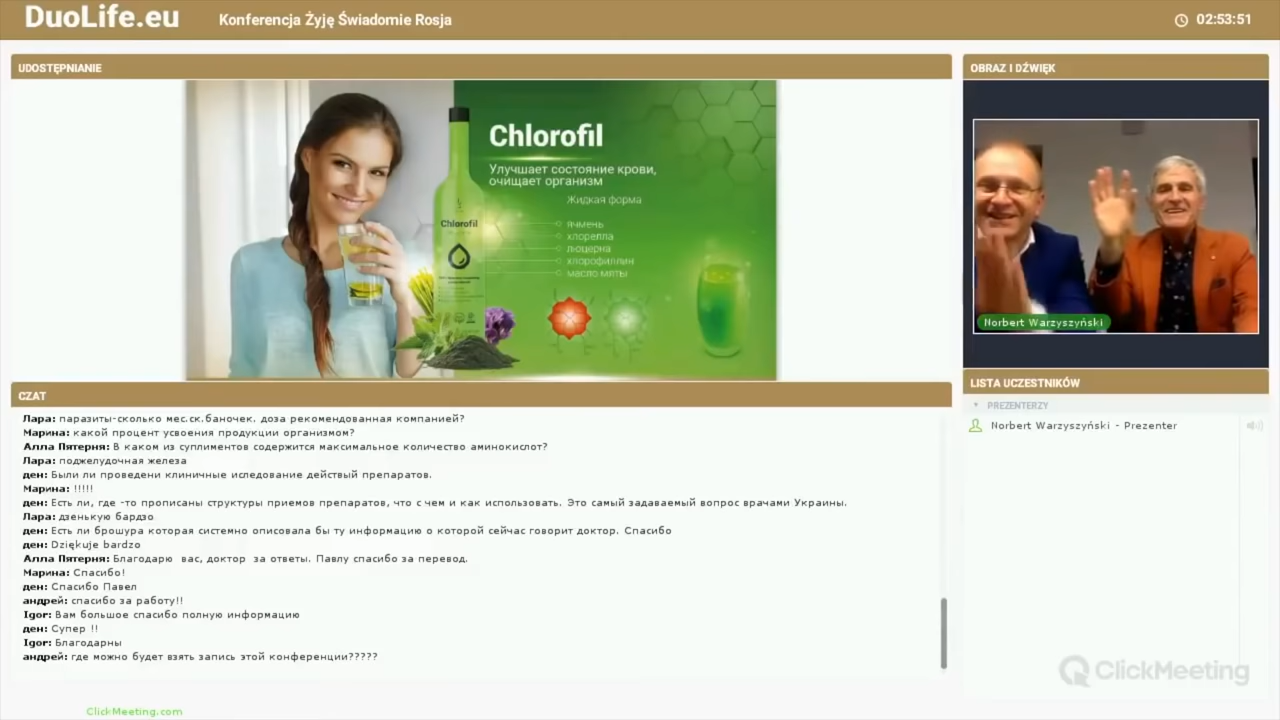 DuoLife.eu
Konferencja Żyję Świadomie Rosja
02:53:51
UDOSTĘPNIANIE
Chlorofil
Улучшает состояние крови,
очищает организм
Жидкая форма
ячмень
хлорелла
люцерна
хлорофиллин
масло мяты
Chlorofil
OBRAZ I DŹWIĘK
Norbert Warzyszyński
CZAT
Лара: паразиты-сколько мес.ск.баночек. доза рекомендованная компанией?
Марина: какой процент усвоения продукции организмом?
Алла Пятерня: В каком из суплиментов содержится максимальное количество аминокислот?
Лара: поджелудочная железа
ден: Были ли проведени клиничные иследование действый препаратов.
Марина: !!!!!
ден: Есть ли, где -то прописаны структуры приемов препаратов, что с чем и как использовать. Это самый задаваемый вопрос врачами Украины.
Лара: дзенькую бардзо
ден: Есть ли брошура которая системно описовала бы ту информацию о которой сейчас говорит доктор. Спасибо
ден: Dziękuje bardzo
Алла Пятерня: Благодарю вас, доктор за ответы. Павлу спасибо за перевод.
Марина: Спасибо!
ден: Спасибо Павел
андрей: спасибо за работу!!
Igor: Вам большое спасибо полную информацию
ден: Супер !!
Igor: Благодарны
андрей: где можно будет взять запись этой конференции?????
LISTA UCZESTNIKÓW
PREZENTERZY
Norbert Warzyszyński - Prezenter
ClickMeeting
ClickMeeting.com